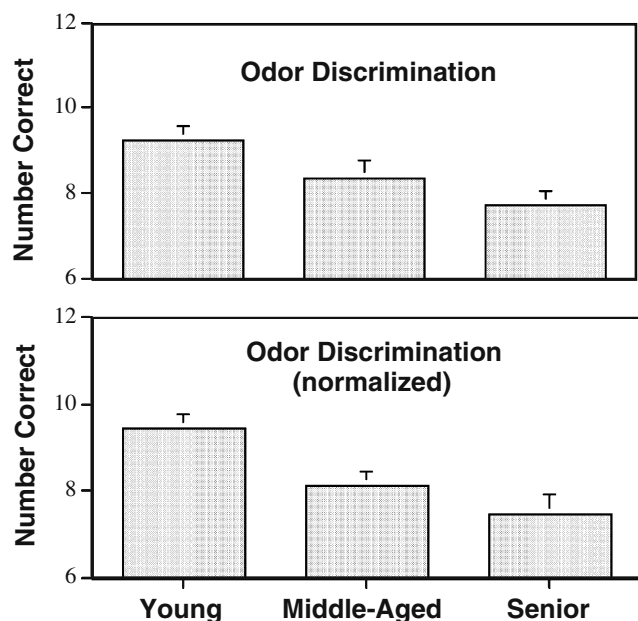 12
Odor Discrimination
10
8
6
Number Correct
12
Odor Discrimination
(normalized)
10
8
6
Number Correct
Young Middle-Aged Senior